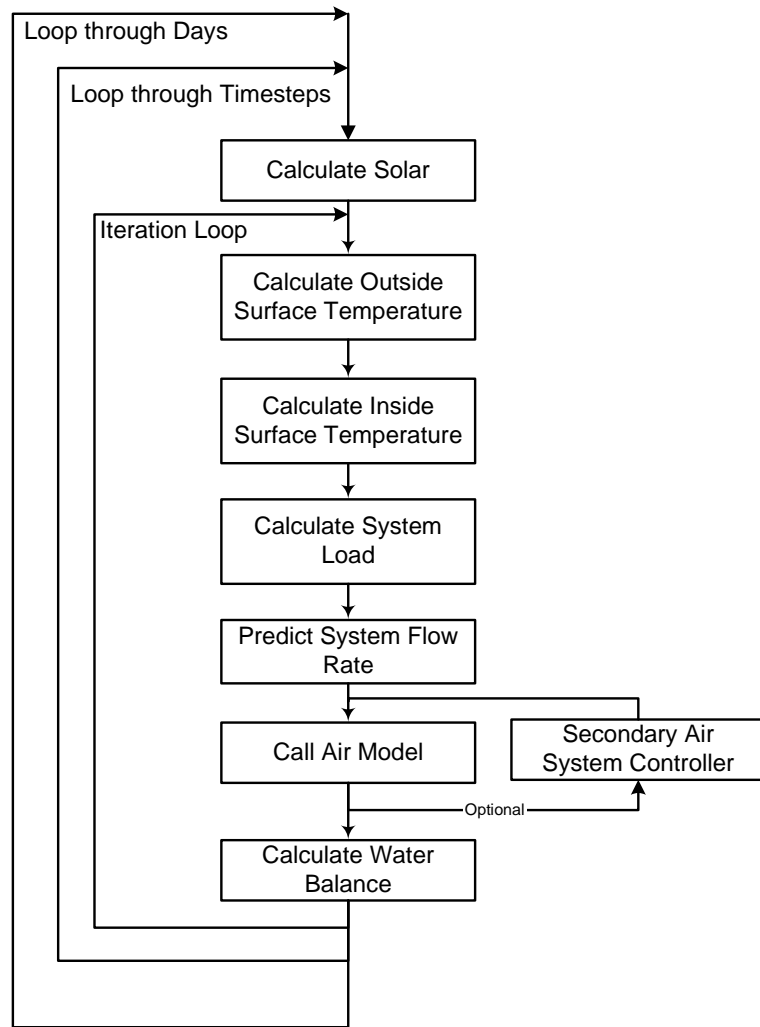 Loop through Days
Loop through Timesteps
Calculate Solar
Iteration Loop
Calculate Outside
Surface Temperature
Calculate Inside
Surface Temperature
Calculate System
Load
Predict System Flow
Rate
Call Air Model
Secondary Air
System Controller
Optional
Calculate Water
Balance